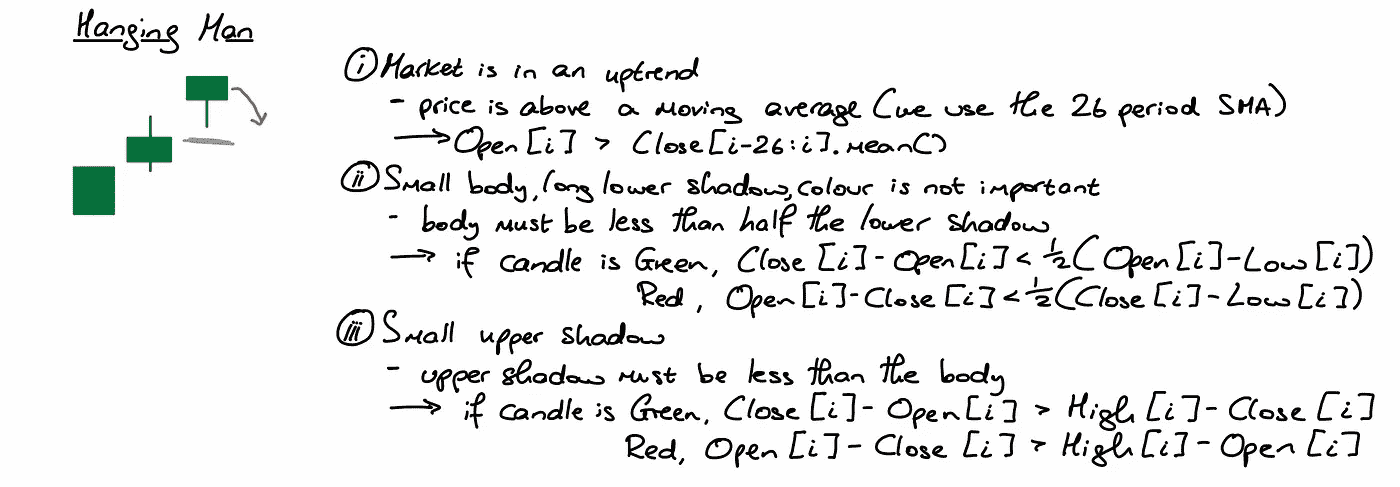 Hanging Man
(i) Market is in an uptrend
- price is above a moving average (we use the 26 period SMA)
→ Open[i] > Close[i-26:i].mean()
(ii) Small body, long lower shadow, colour is not important
- body must be less than half the lower shadow
→ if candle is Green, Close[i]-Open[i] < ½(Open[i]-Low[i])
Red, Open[i]-Close[i] < ½(Close[i]-Low[i])
(iii) Small upper shadow
- upper shadow must be less than the body
→ if candle is Green, Close[i]-Open[i] > High[i]-Close[i]
Red, Open[i]-Close[i] > High[i]-Open[i]